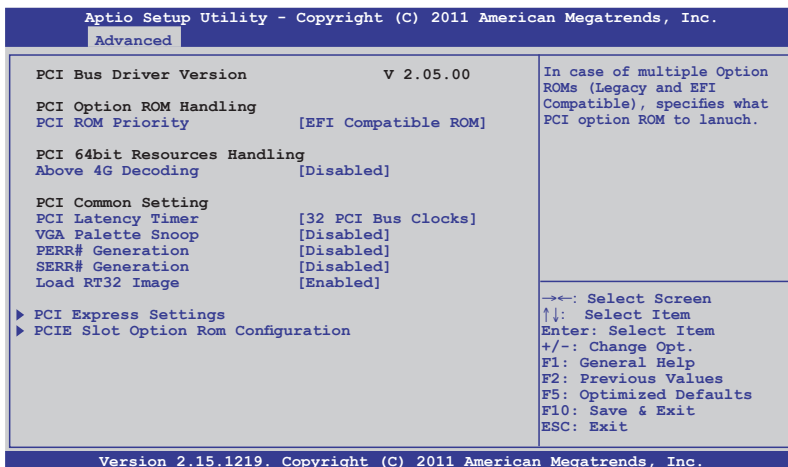 Aptio Setup Utility - Copyright (C) 2011 American Megatrends, Inc.
Advanced
PCI Bus Driver Version V 2.05.00
PCI Option ROM Handling
PCI ROM Priority [EFI Compatible ROM]
PCI 64bit Resources Handling
Above 4G Decoding [Disabled]
PCI Common Setting
PCI Latency Timer [32 PCI Bus Clocks]
VGA Palette Snoop [Disabled]
PERR# Generation [Disabled]
SERR# Generation [Disabled]
Load RT32 Image [Enabled]
PCI Express Settings
PCIE Slot Option Rom Configuration
In case of multiple Option
ROMs (Legacy and EFI
Compatible), specifies what
PCI option ROM to lanuch.
→←: Select Screen
↑↓: Select Item
Enter: Select Item
+/-: Change Opt.
F1: General Help
F2: Previous Values
F5: Optimized Defaults
F10: Save & Exit
ESC: Exit
Version 2.15.1219. Copyright (C) 2011 American Megatrends, Inc.